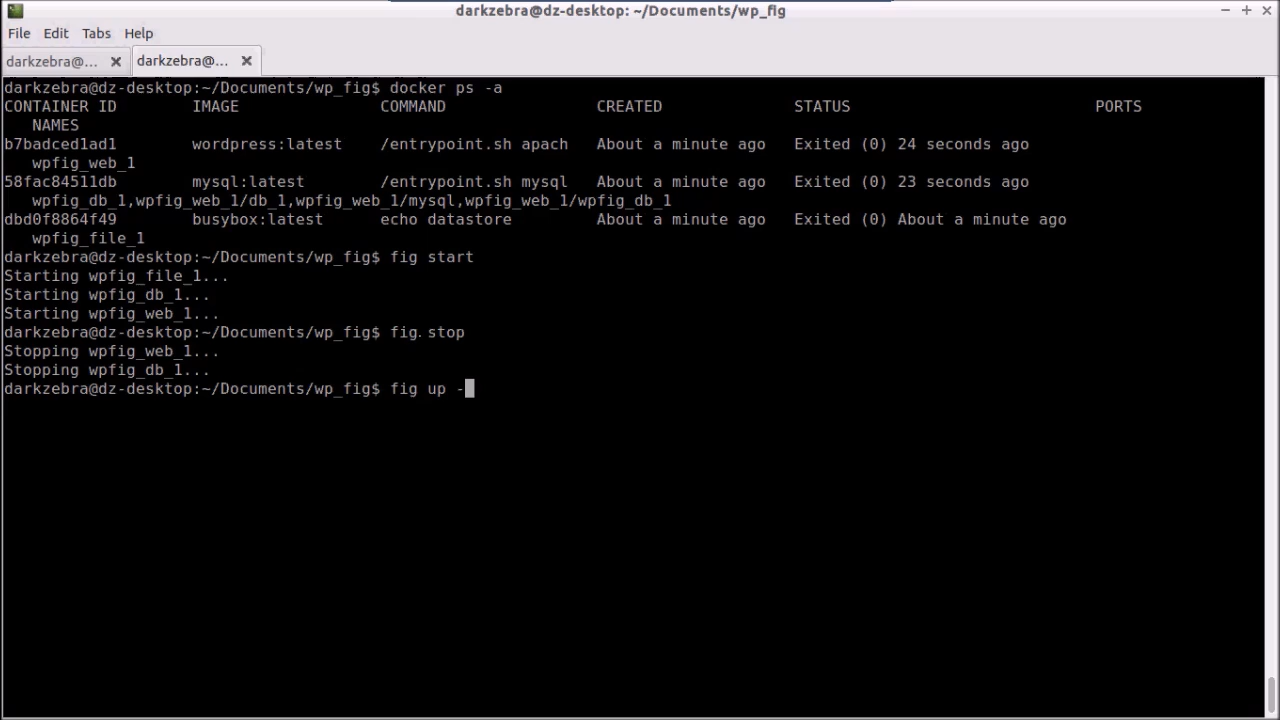 darkzebra@dz-desktop: ~/Documents/wp_fig
File Edit Tabs Help
darkzebra@... darkzebra@...
darkzebra@dz-desktop:~/Documents/wp_fig$ docker ps -a
CONTAINER ID IMAGE COMMAND CREATED STATUS PORTS
NAMES
b7badced1ad1 wordpress:latest /entrypoint.sh apach About a minute ago Exited (0) 24 seconds ago
wpfig_web_1
58fac84511db mysql:latest /entrypoint.sh mysql About a minute ago Exited (0) 23 seconds ago
wpfig_db_1,wpfig_web_1/db_1,wpfig_web_1/mysql,wpfig_web_1/wpfig_db_1
dbd0f8864f49 busybox:latest echo datastore About a minute ago Exited (0) About a minute ago
wpfig_file_1
darkzebra@dz-desktop:~/Documents/wp_fig$ fig start
Starting wpfig_file_1...
Starting wpfig_db_1...
Starting wpfig_web_1...
darkzebra@dz-desktop:~/Documents/wp_fig$ fig stop
Stopping wpfig_web_1...
Stopping wpfig_db_1...
darkzebra@dz-desktop:~/Documents/wp_fig$ fig up -